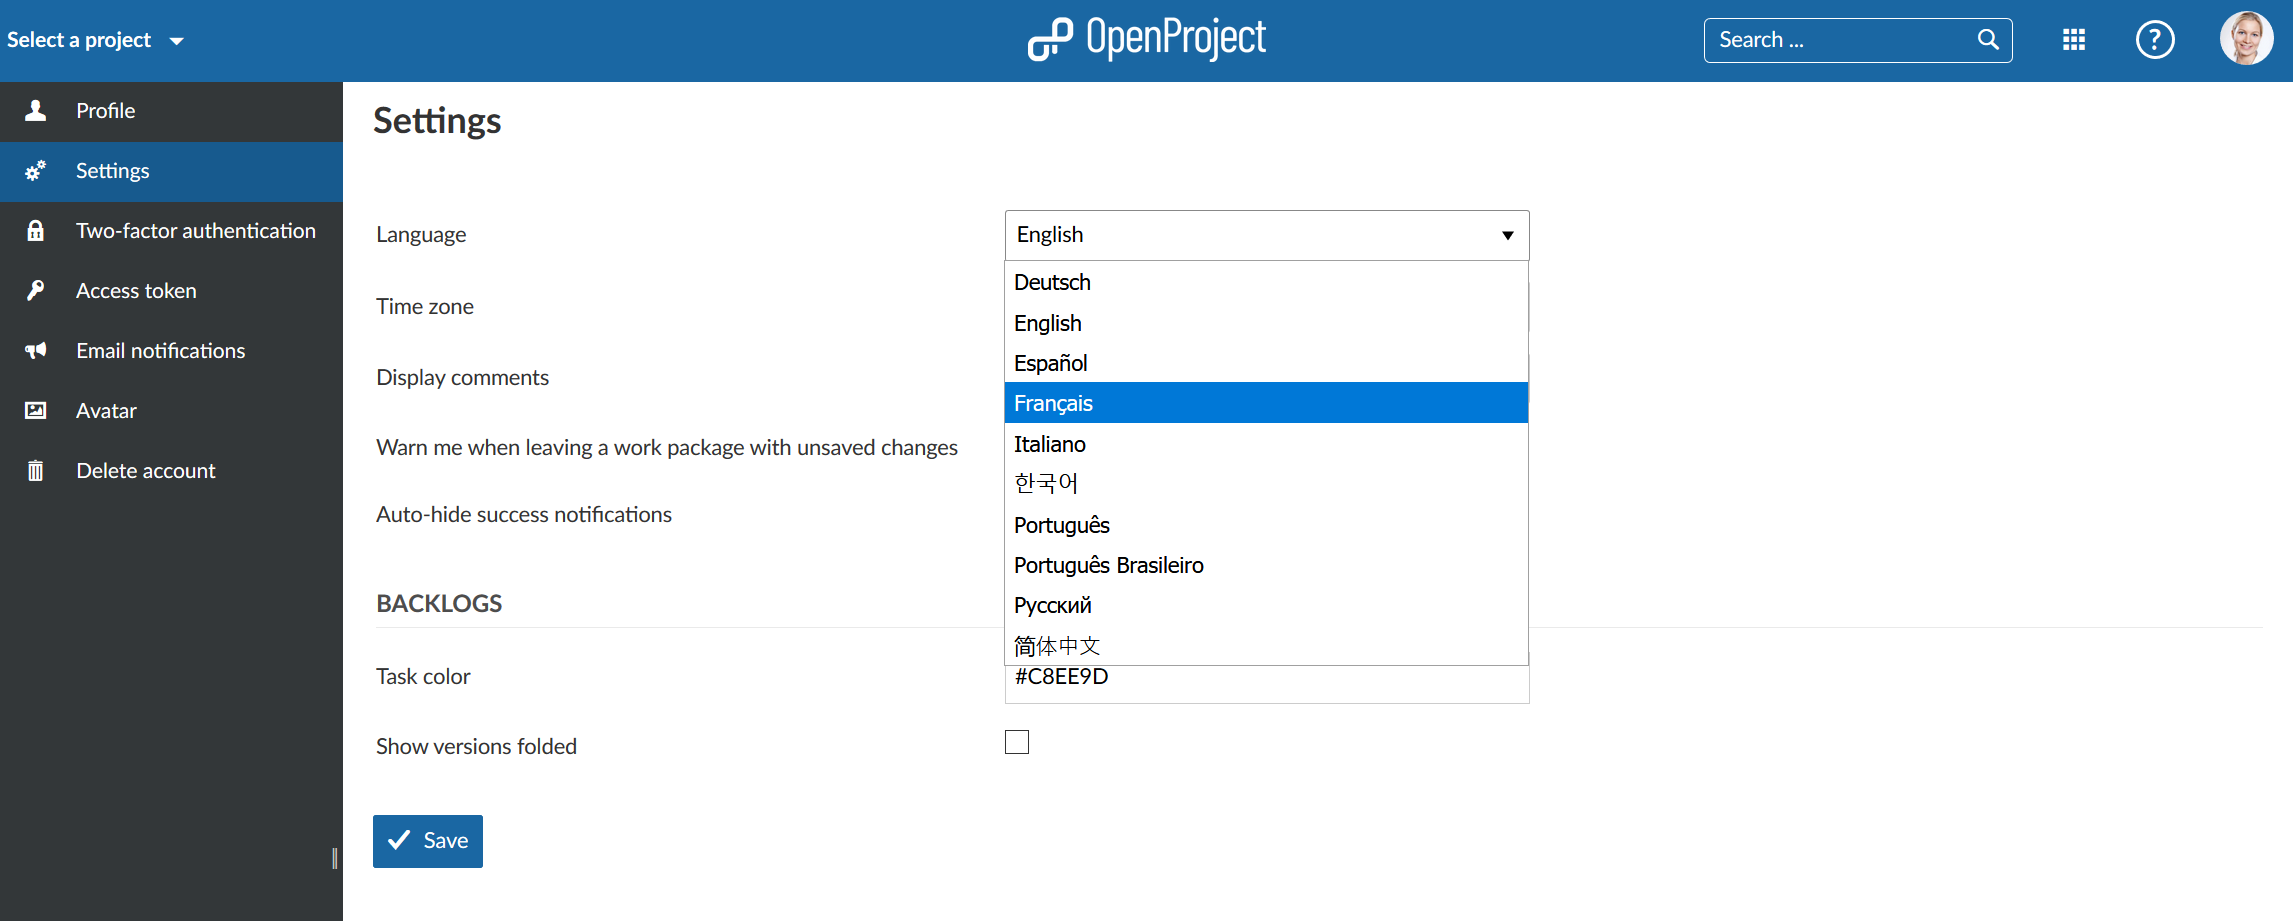 Select a project
OpenProject
Search ...
?
Profile
Settings
Two-factor authentication
Access token
Email notifications
Avatar
Delete account
Settings
Language
English
Deutsch
English
Español
Français
Italiano
한국어
Português
Português Brasileiro
Русский
简体中文
Time zone
Display comments
Warn me when leaving a work package with unsaved changes
Auto-hide success notifications
BACKLOGS
Task color
#C8EE9D
Show versions folded
Save